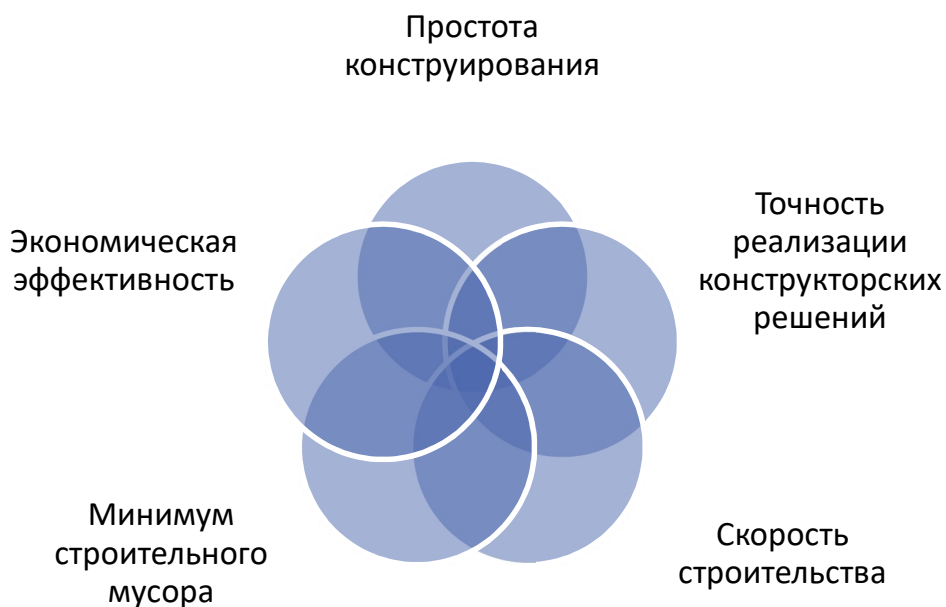 Простота
конструирования
Точность
реализации
конструкторских
решений
Скорость
строительства
Минимум
строительного
мусора
Экономическая
эффективность